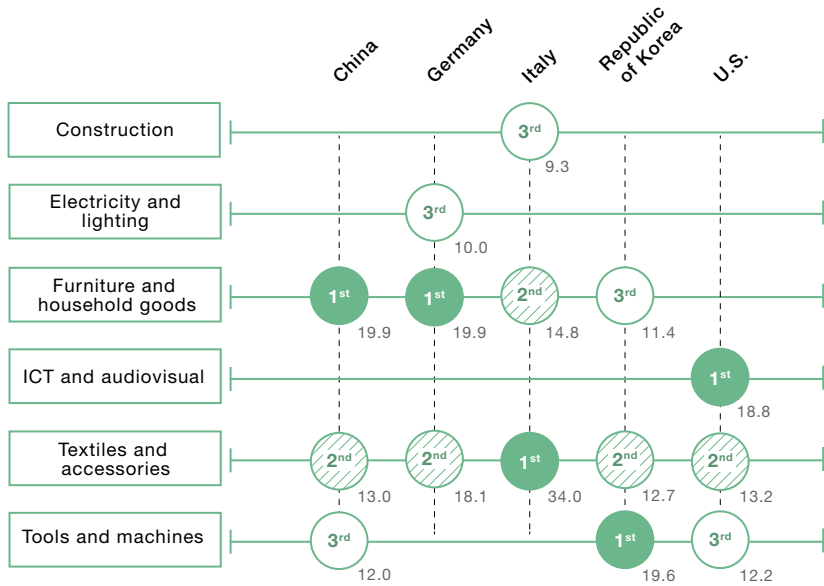 China
Germany
Italy
Republic
of Korea
U.S.
Construction
3rd
9.3
Electricity and
lighting
3rd
10.0
Furniture and
household goods
1st
1st
2nd
3rd
19.9
19.9
14.8
11.4
ICT and audiovisual
1st
18.8
Textiles and
accessories
2nd
2nd
1st
2nd
2nd
13.0
18.1
34.0
12.7
13.2
Tools and machines
3rd
1st
3rd
12.0
19.6
12.2